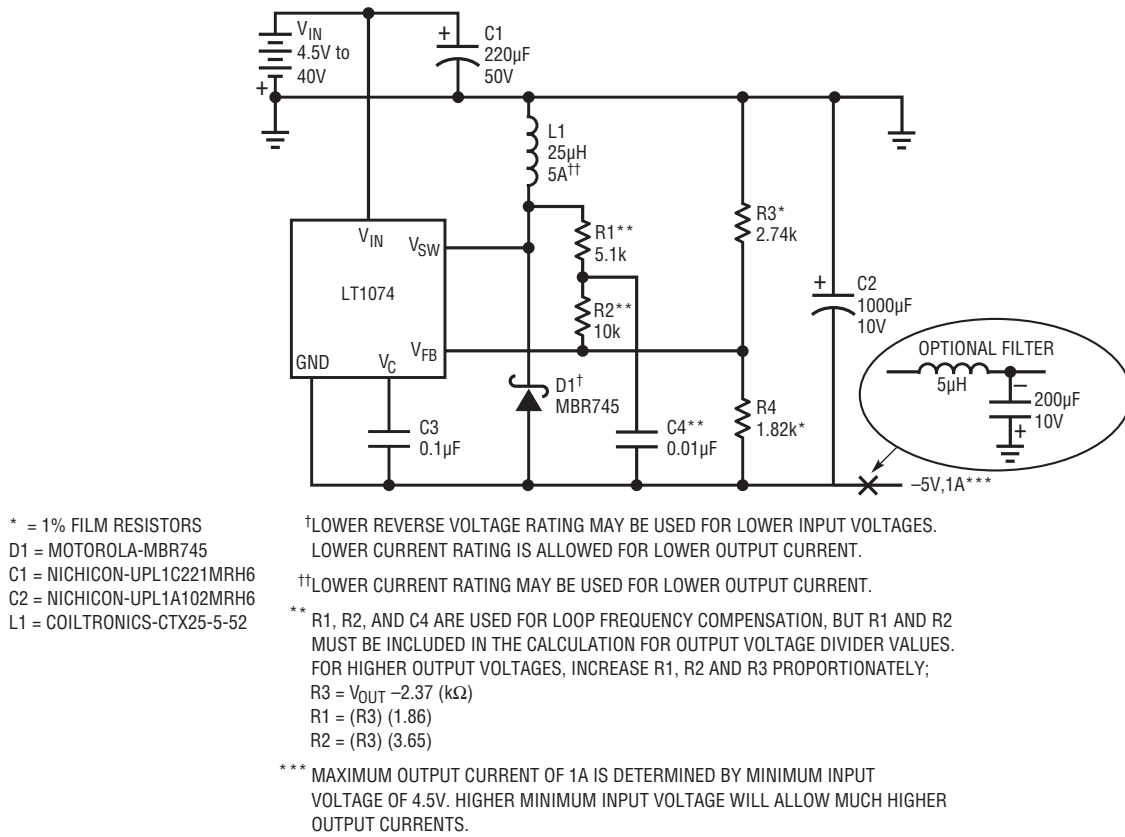 V_IN
4.5V to
40V
+
+
C1
220µF
50V
L1
25µH
5A††
V_IN
V_SW
LT1074
GND
V_C
V_FB
R1**
5.1k
R2**
10k
R3*
2.74k
+
C2
1000µF
10V
OPTIONAL FILTER
5µH
–
200µF
10V
+
D1†
MBR745
C3
0.1µF
C4**
0.01µF
R4
1.82k*
–5V,1A***
* = 1% FILM RESISTORS
D1 = MOTOROLA-MBR745
C1 = NICHICON-UPL1C221MRH6
C2 = NICHICON-UPL1A102MRH6
L1 = COILTRONICS-CTX25-5-52
†LOWER REVERSE VOLTAGE RATING MAY BE USED FOR LOWER INPUT VOLTAGES.
LOWER CURRENT RATING IS ALLOWED FOR LOWER OUTPUT CURRENT.
††LOWER CURRENT RATING MAY BE USED FOR LOWER OUTPUT CURRENT.
** R1, R2, AND C4 ARE USED FOR LOOP FREQUENCY COMPENSATION, BUT R1 AND R2
MUST BE INCLUDED IN THE CALCULATION FOR OUTPUT VOLTAGE DIVIDER VALUES.
FOR HIGHER OUTPUT VOLTAGES, INCREASE R1, R2 AND R3 PROPORTIONATELY;
R3 = V_OUT –2.37 (kΩ)
R1 = (R3) (1.86)
R2 = (R3) (3.65)
*** MAXIMUM OUTPUT CURRENT OF 1A IS DETERMINED BY MINIMUM INPUT
VOLTAGE OF 4.5V. HIGHER MINIMUM INPUT VOLTAGE WILL ALLOW MUCH HIGHER
OUTPUT CURRENTS.